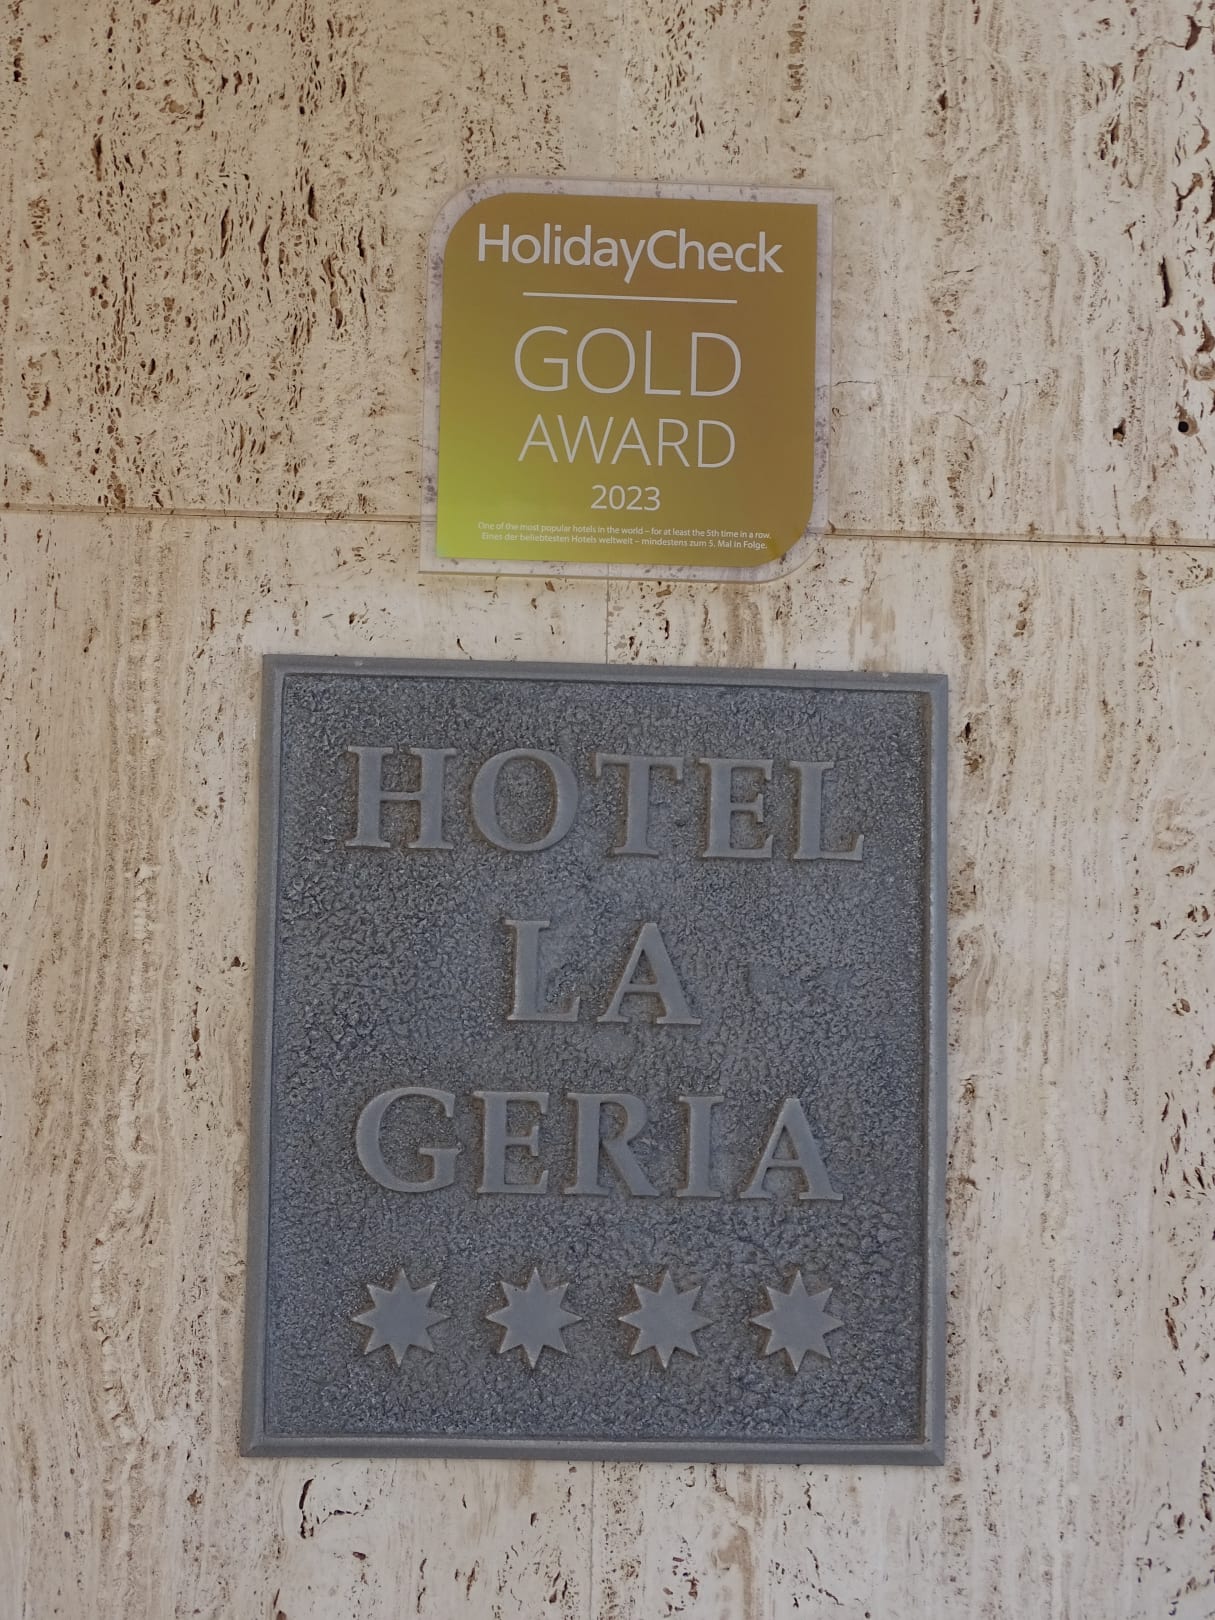 HolidayCheck
GOLD
AWARD
2023
One of the most popular hotels in the world – for at least the 5th time in a row.
Eines der beliebtesten Hotels weltweit – mindestens zum 5. Mal in Folge.
HOTEL
LA
GERIA